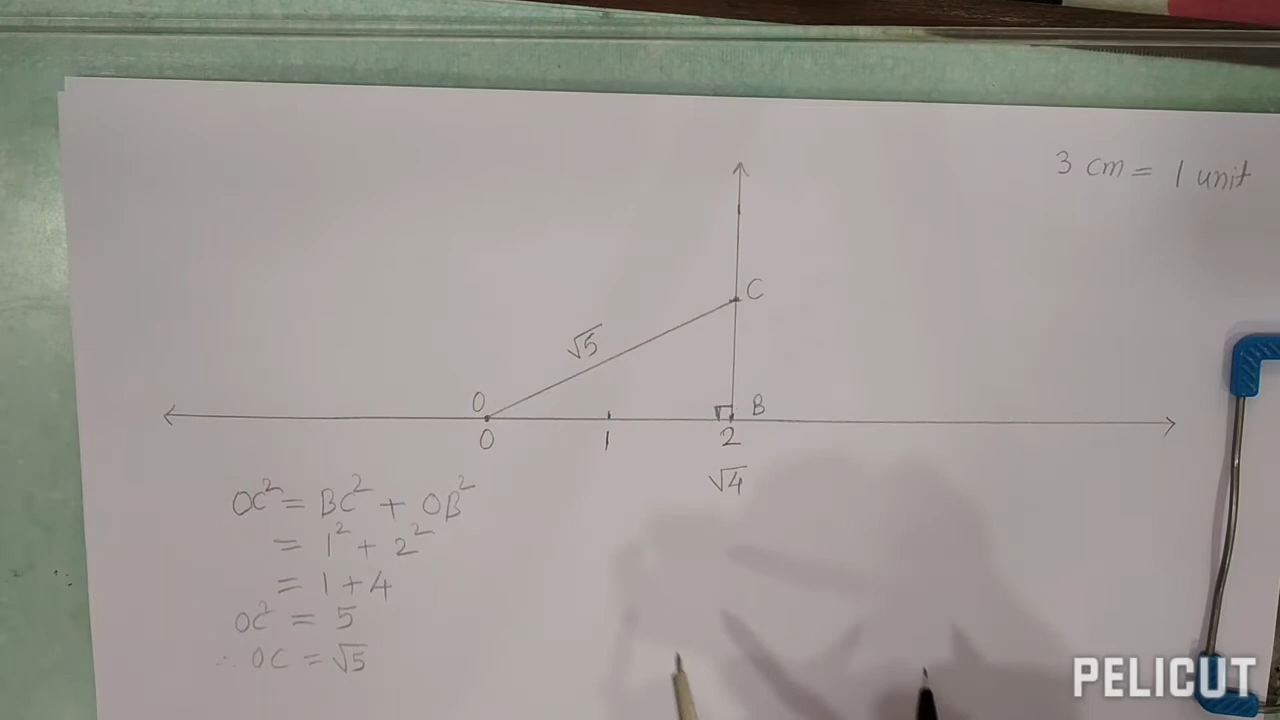 3 cm = 1 unit
C
√5
O
B
0
1
2
√4
OC² = BC² + OB²
= 1² + 2²
= 1 + 4
OC² = 5
∴ OC = √5
PELICUT